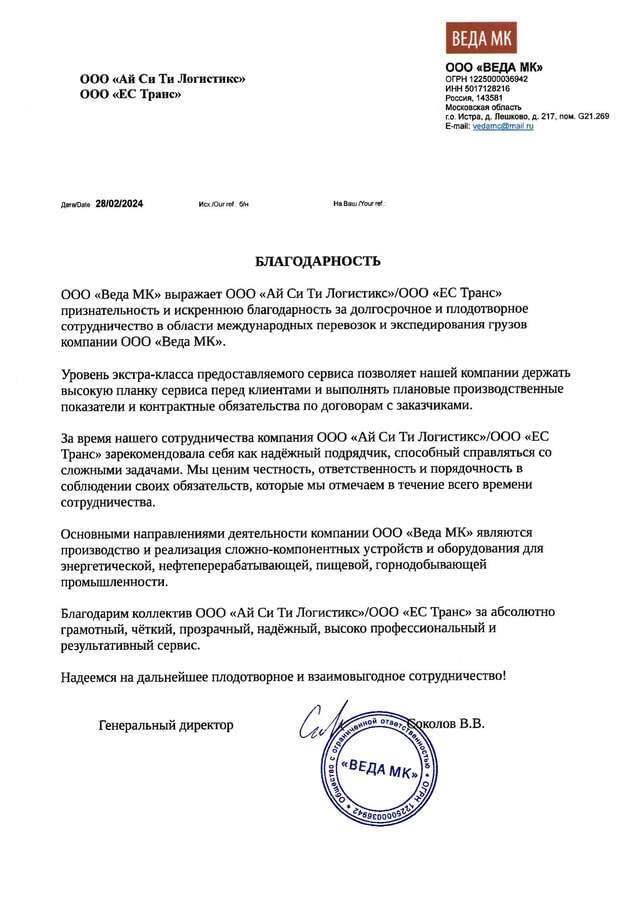 ВЕДА МК
ООО «Ай Си Ти Логистикс»
ООО «ЕС Транс»
ООО «ВЕДА МК»
ОГРН 1225000036942
ИНН 5017128216
Россия, 143581
Московская область
г.о. Истра, д. Лешково, д. 217, пом. G21.269
E-mail: vedamc@mail.ru
Дата/Date 28/02/2024 Исх./Our ref.: б/н На Ваш /Your ref.:
БЛАГОДАРНОСТЬ
ООО «Веда МК» выражает ООО «Ай Си Ти Логистикс»/ООО «ЕС Транс»
признательность и искреннюю благодарность за долгосрочное и плодотворное
сотрудничество в области международных перевозок и экспедирования грузов
компании ООО «Веда МК».
Уровень экстра-класса предоставляемого сервиса позволяет нашей компании держать
высокую планку сервиса перед клиентами и выполнять плановые производственные
показатели и контрактные обязательства по договорам с заказчиками.
За время нашего сотрудничества компания ООО «Ай Си Ти Логистикс»/ООО «ЕС
Транс» зарекомендовала себя как надёжный подрядчик, способный справляться со
сложными задачами. Мы ценим честность, ответственность и порядочность в
соблюдении своих обязательств, которые мы отмечаем в течение всего времени
сотрудничества.
Основными направлениями деятельности компании ООО «Веда МК» являются
производство и реализация сложно-компонентных устройств и оборудования для
энергетической, нефтеперерабатывающей, пищевой, горнодобывающей
промышленности.
Благодарим коллектив ООО «Ай Си Ти Логистикс»/ООО «ЕС Транс» за абсолютно
грамотный, чёткий, прозрачный, надёжный, высоко профессиональный и
результативный сервис.
Надеемся на дальнейшее плодотворное и взаимовыгодное сотрудничество!
Генеральный директор Соколов В.В.
Общество с ограниченной ответственностью * ОГРН 1225000036942 *
«ВЕДА МК»